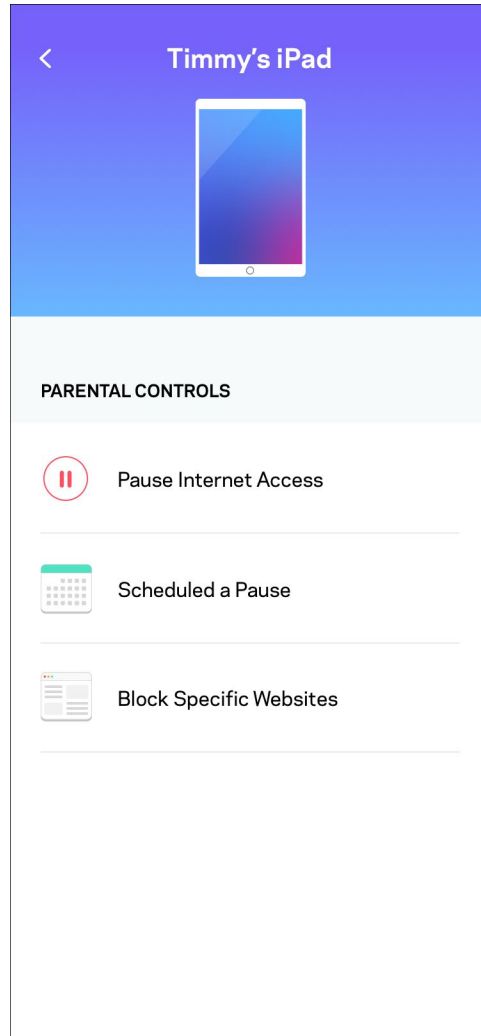 Timmy’s iPad
PARENTAL CONTROLS
Pause Internet Access
Scheduled a Pause
Block Specific Websites